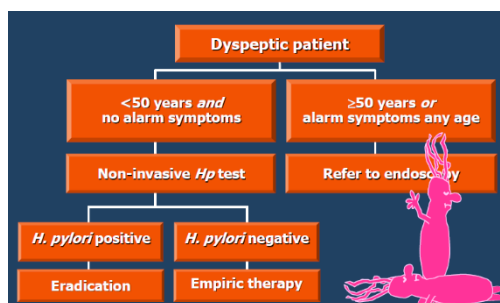 Dyspeptic patient
<50 years and
no alarm symptoms
≥50 years or
alarm symptoms any age
Non-invasive Hp test
Refer to endoscopy
H. pylori positive
H. pylori negative
Eradication
Empiric therapy